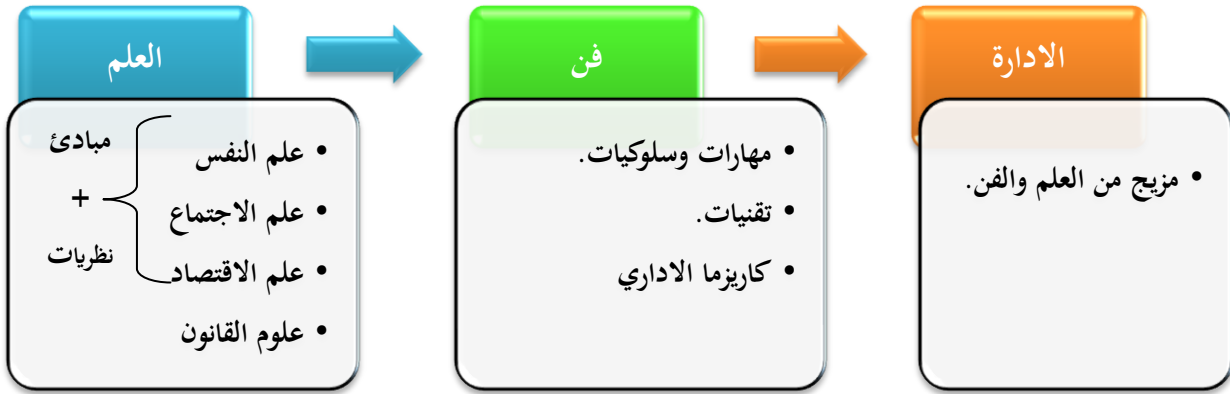 العلم
مبادئ
+
نظريات
• علم النفس
• علم الاجتماع
• علم الاقتصاد
• علوم القانون
فن
• مهارات وسلوكيات.
• تقنيات.
• كاريزما الاداري
الادارة
• مزيج من العلم والفن.